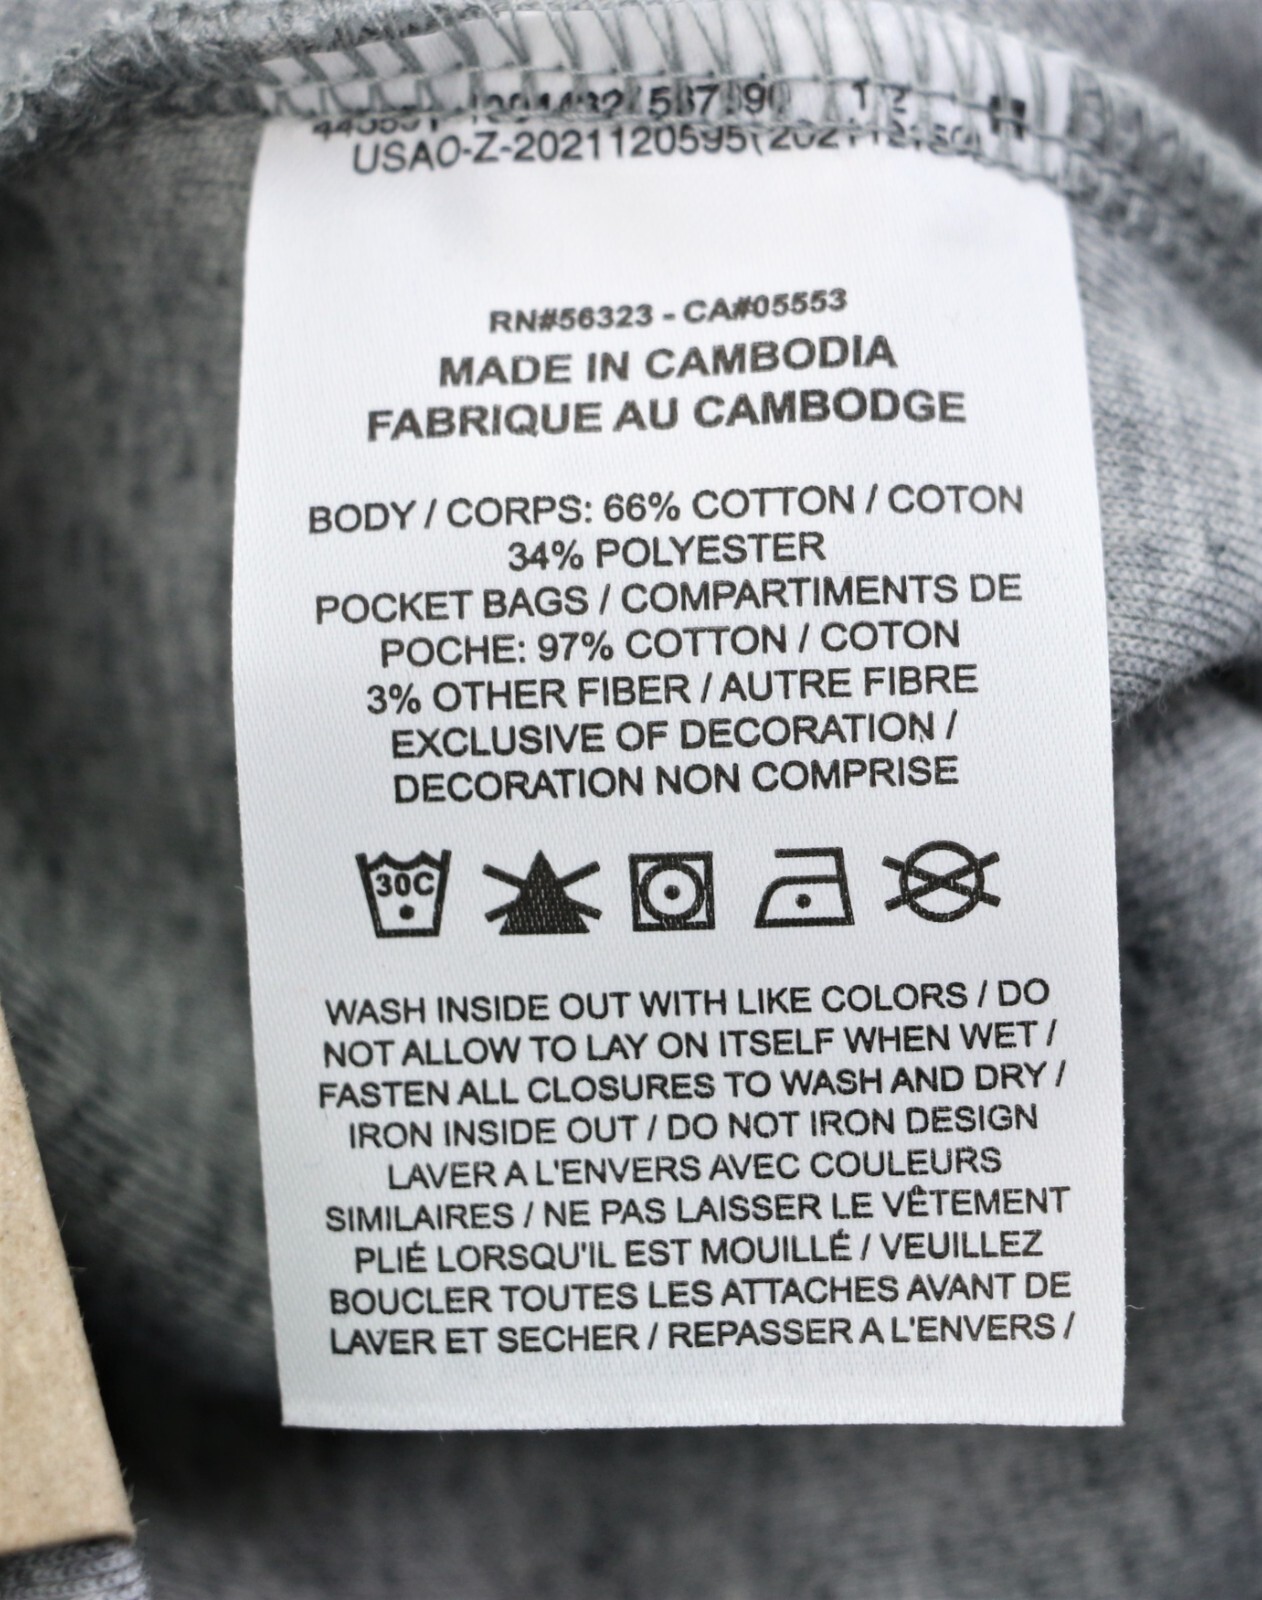 USAO-Z-2021120595(202
RN#56323 - CA#05553
MADE IN CAMBODIA
FABRIQUE AU CAMBODGE
BODY / CORPS: 66% COTTON / COTON
34% POLYESTER
POCKET BAGS / COMPARTIMENTS DE
POCHE: 97% COTTON / COTON
3% OTHER FIBER / AUTRE FIBRE
EXCLUSIVE OF DECORATION /
DECORATION NON COMPRISE
30C
WASH INSIDE OUT WITH LIKE COLORS / DO
NOT ALLOW TO LAY ON ITSELF WHEN WET /
FASTEN ALL CLOSURES TO WASH AND DRY /
IRON INSIDE OUT / DO NOT IRON DESIGN
LAVER A L'ENVERS AVEC COULEURS
SIMILAIRES / NE PAS LAISSER LE VÊTEMENT
PLIÉ LORSQU'IL EST MOUILLÉ / VEUILLEZ
BOUCLER TOUTES LES ATTACHES AVANT DE
LAVER ET SECHER / REPASSER A L'ENVERS /